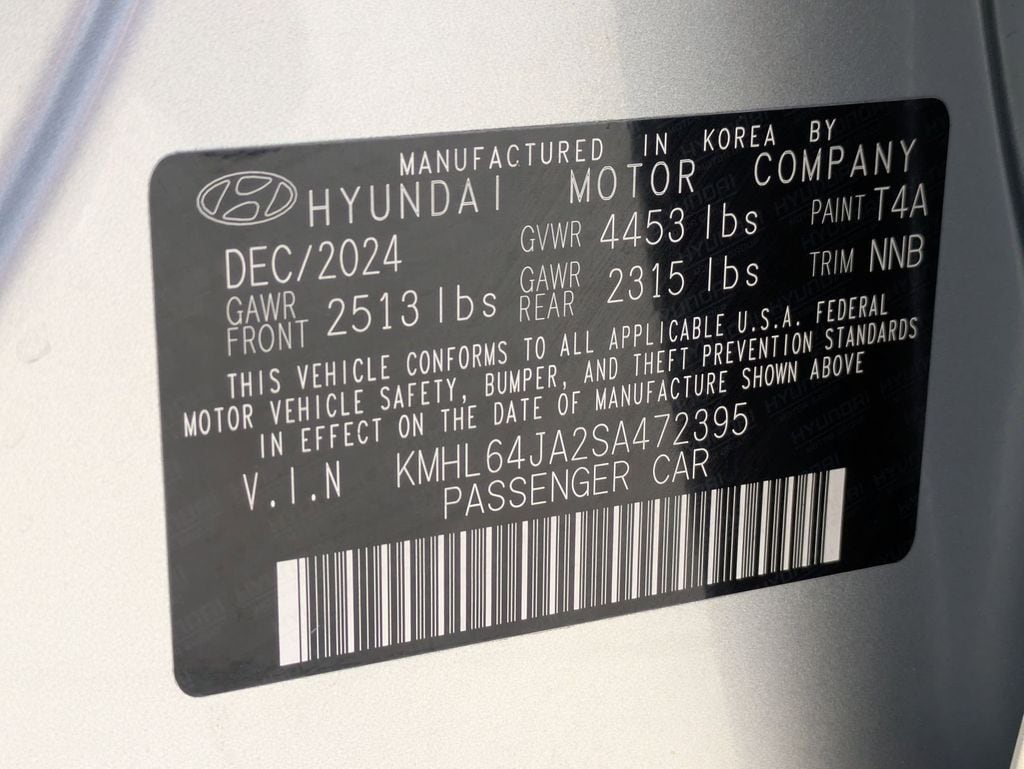 MANUFACTURED IN KOREA BY
HYUNDAI MOTOR COMPANY
DEC/2024 GVWR 4453 lbs PAINT T4A
GAWR FRONT 2513 lbs GAWR REAR 2315 lbs TRIM NNB
THIS VEHICLE CONFORMS TO ALL APPLICABLE U.S.A. FEDERAL
MOTOR VEHICLE SAFETY, BUMPER, AND THEFT PREVENTION STANDARDS
IN EFFECT ON THE DATE OF MANUFACTURE SHOWN ABOVE
V.I.N KMHL64JA2SA472395
PASSENGER CAR